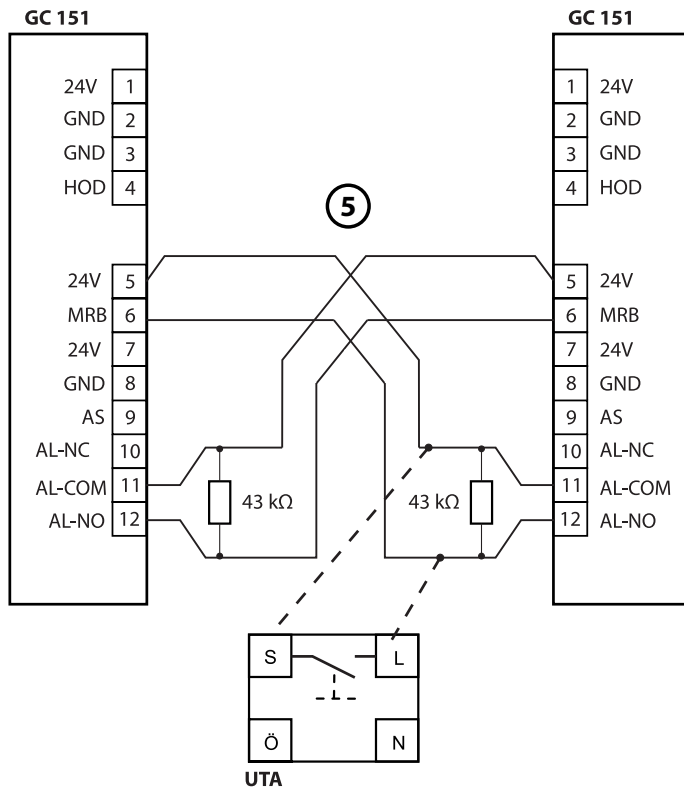 GC 151
GC 151
24V 1
GND 2
GND 3
HOD 4
1 24V
2 GND
3 GND
4 HOD
5
24V 5
MRB 6
24V 7
GND 8
AS 9
AL-NC 10
AL-COM 11
AL-NO 12
5 24V
6 MRB
7 24V
8 GND
9 AS
10 AL-NC
11 AL-COM
12 AL-NO
43 kΩ
43 kΩ
S L
Ö N
UTA